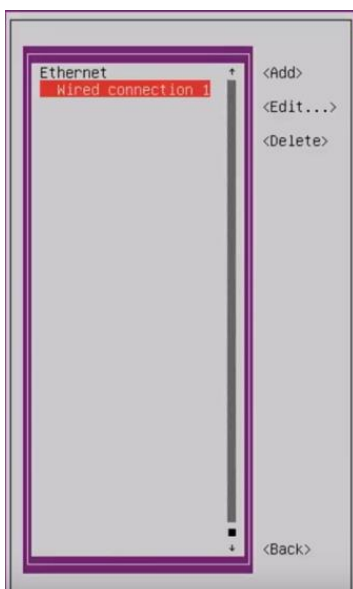 Ethernet
Wired connection 1
<Add>
<Edit...>
<Delete>
<Back>